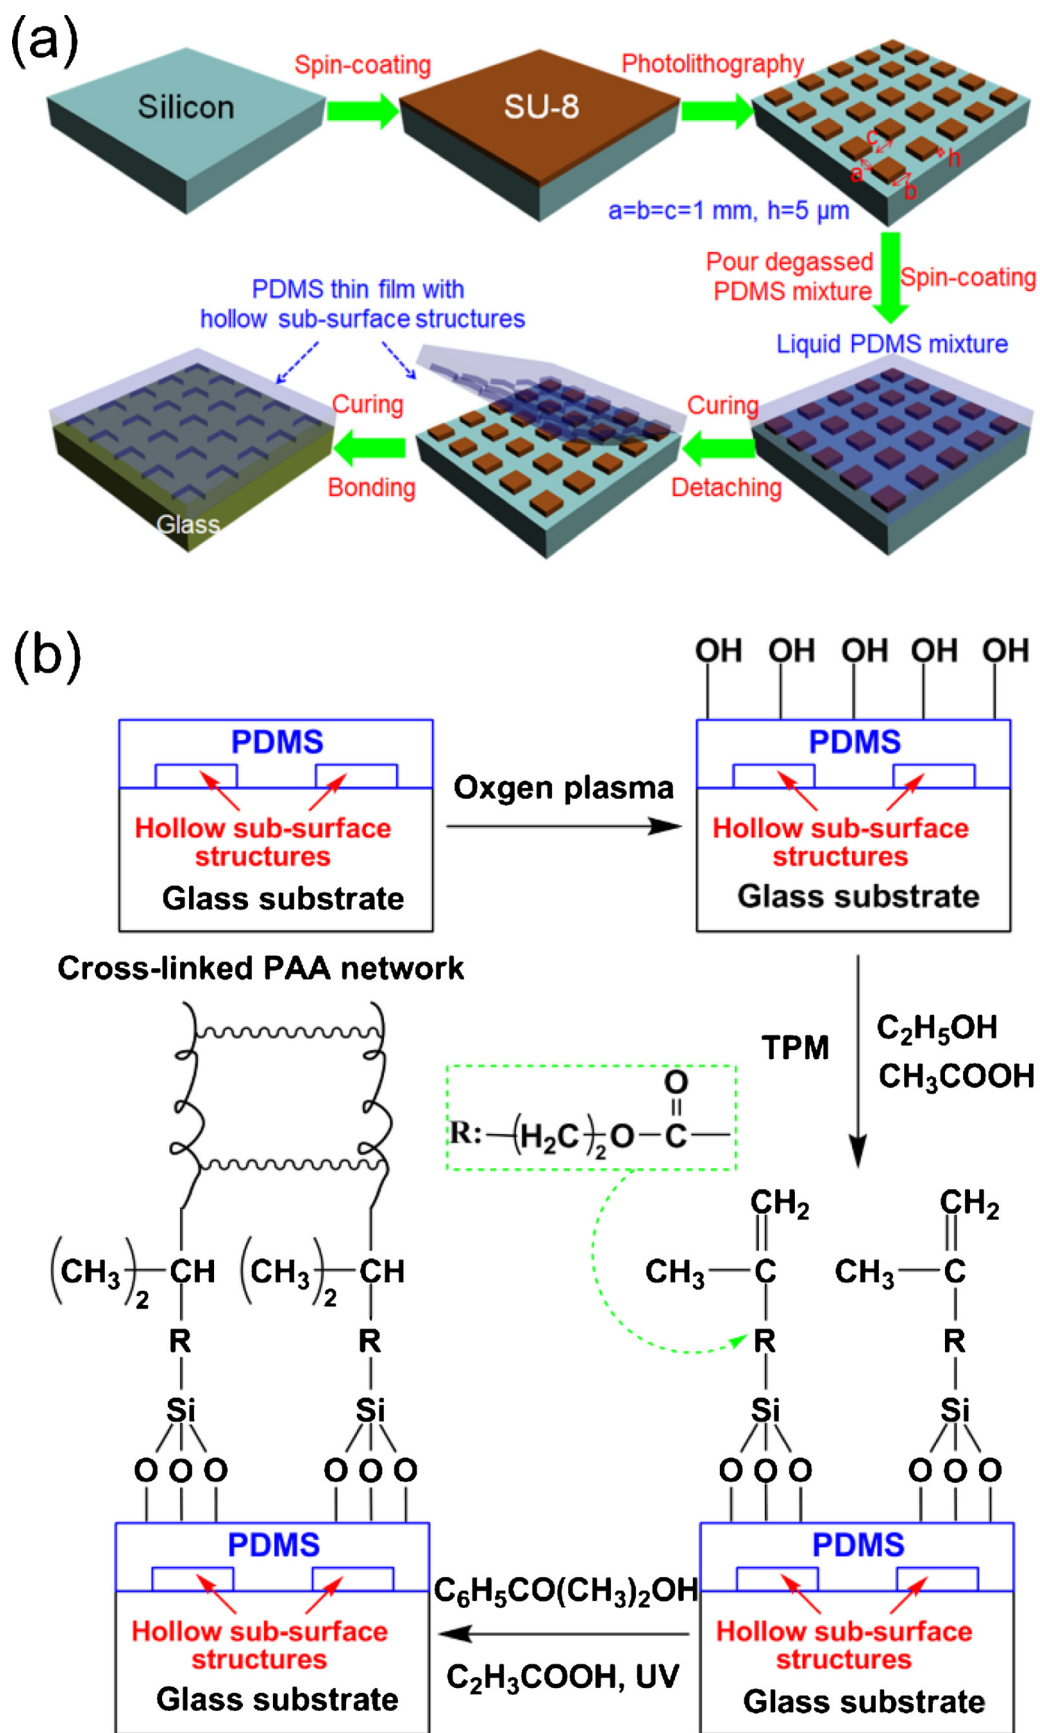 (a)
Silicon
Spin-coating
SU-8
Photolithography
c
a
b
h
a=b=c=1 mm, h=5 µm
Pour degassed
PDMS mixture
Spin-coating
Liquid PDMS mixture
PDMS thin film with
hollow sub-surface structures
Curing
Detaching
Curing
Bonding
Glass
(b)
PDMS
Hollow sub-surface
structures
Glass substrate
Oxgen plasma
OH OH OH OH OH
PDMS
Hollow sub-surface
structures
Glass substrate
TPM
C₂H₅OH
CH₃COOH
R: (H₂C)₂ O C
O
CH₂ CH₂
CH₃ C CH₃ C
R R
Si Si
O O O O O O
PDMS
Hollow sub-surface
structures
Glass substrate
C₆H₅CO(CH₃)₂OH
C₂H₃COOH, UV
Cross-linked PAA network
(CH₃)₂ CH (CH₃)₂ CH
R R
Si Si
O O O O O O
PDMS
Hollow sub-surface
structures
Glass substrate